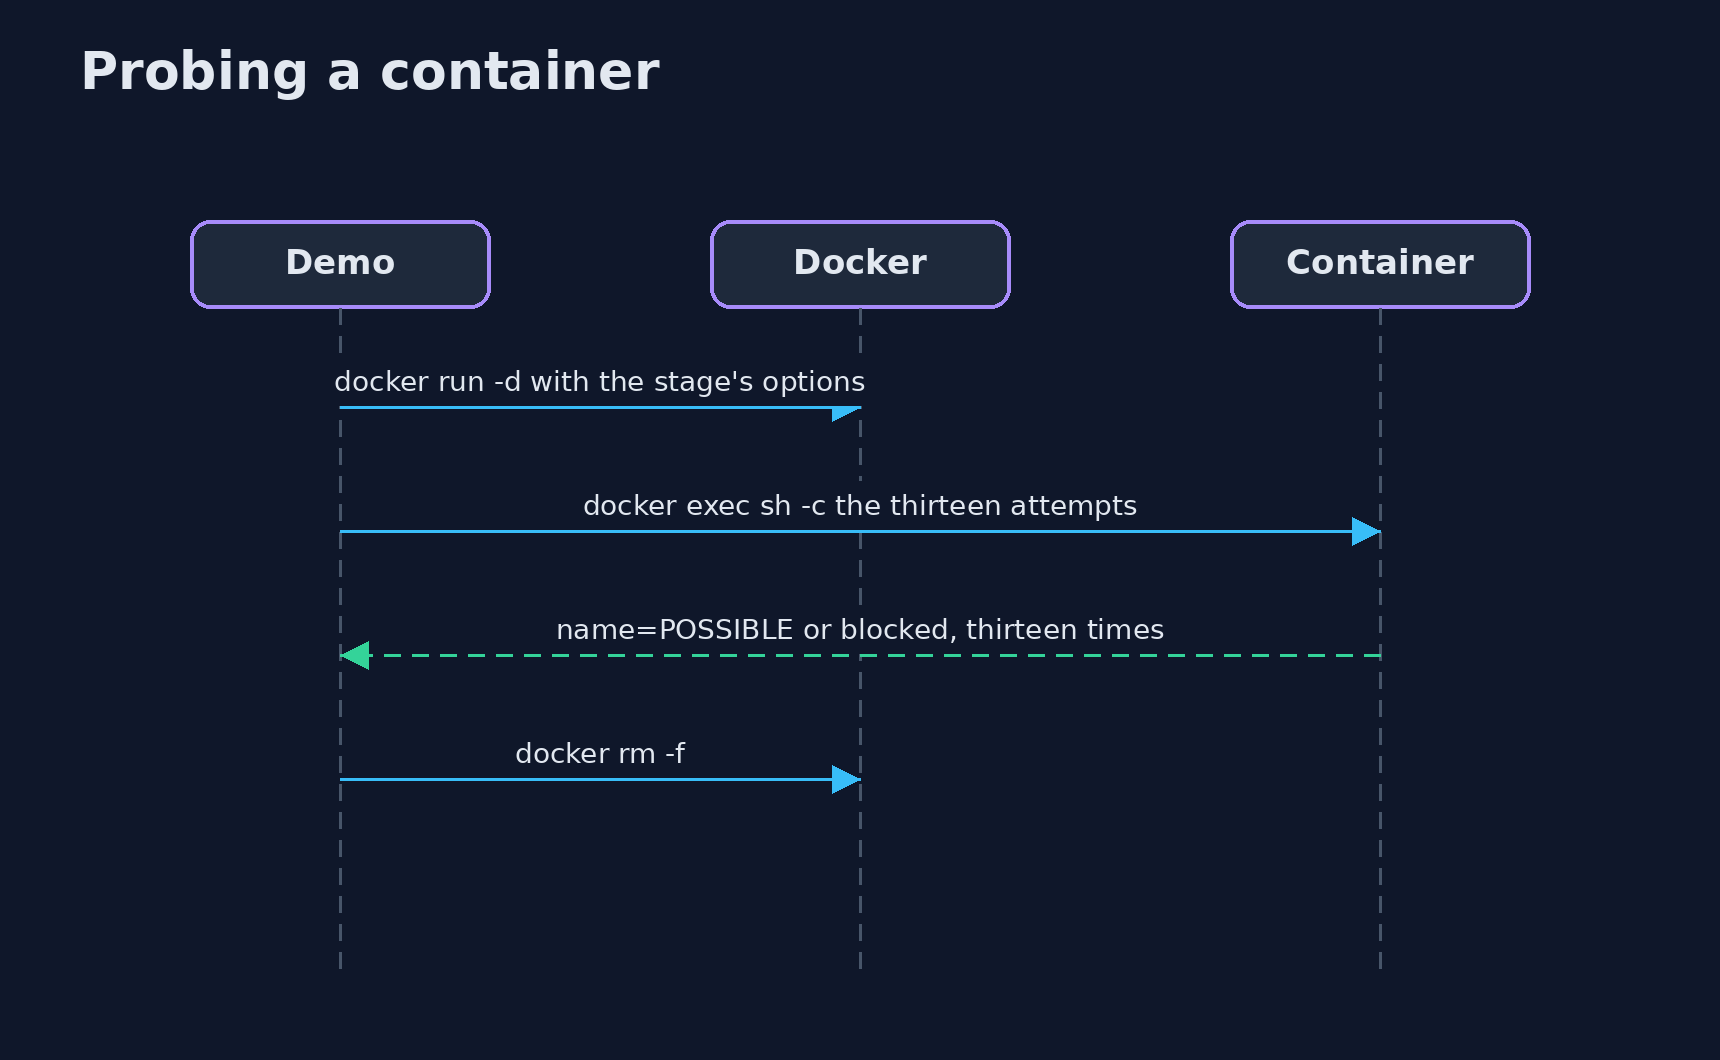 Probing a container
Demo
Docker
Container
docker run -d with the stage's options
docker exec sh -c the thirteen attempts
name=POSSIBLE or blocked, thirteen times
docker rm -f